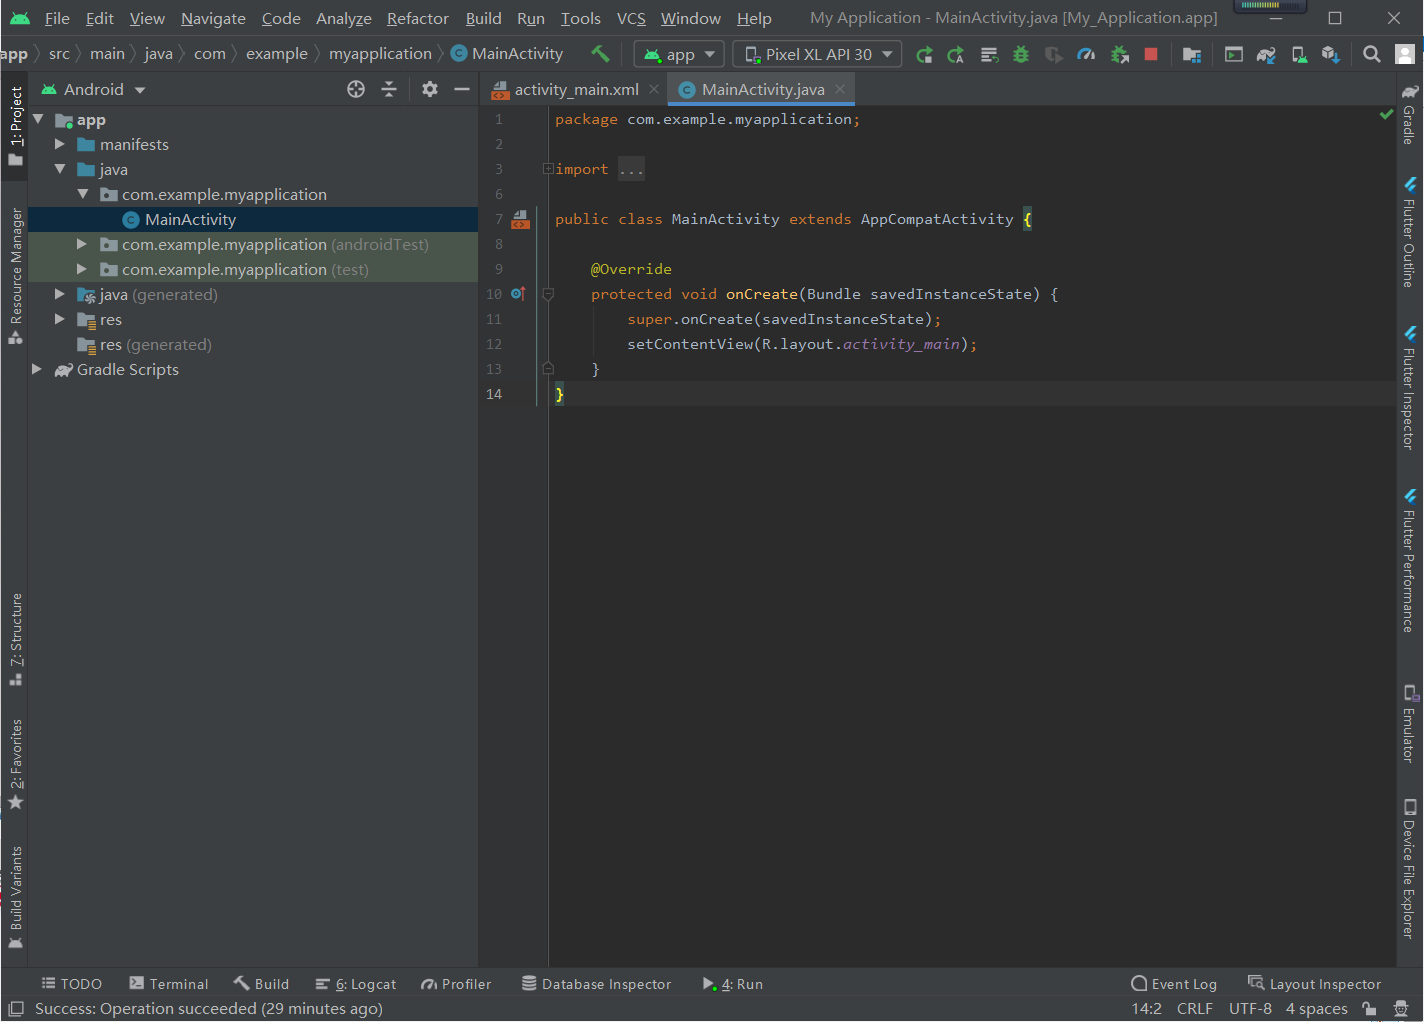 File Edit View Navigate Code Analyze Refactor Build Run Tools VCS Window Help My Application - MainActivity.java [My_Application.app]
app src main java com example myapplication MainActivity app Pixel XL API 30
Android activity_main.xml MainActivity.java
1: Project
Resource Manager
7: Structure
2: Favorites
Build Variants
app
manifests
java
com.example.myapplication
MainActivity
com.example.myapplication (androidTest)
com.example.myapplication (test)
java (generated)
res
res (generated)
Gradle Scripts
1 package com.example.myapplication;
2
3 import ...
6
7 public class MainActivity extends AppCompatActivity {
8
9 @Override
10 protected void onCreate(Bundle savedInstanceState) {
11 super.onCreate(savedInstanceState);
12 setContentView(R.layout.activity_main);
13 }
14 }
Gradle
Flutter Outline
Flutter Inspector
Flutter Performance
Emulator
Device File Explorer
TODO Terminal Build 6: Logcat Profiler Database Inspector 4: Run Event Log Layout Inspector
Success: Operation succeeded (29 minutes ago) 14:2 CRLF UTF-8 4 spaces